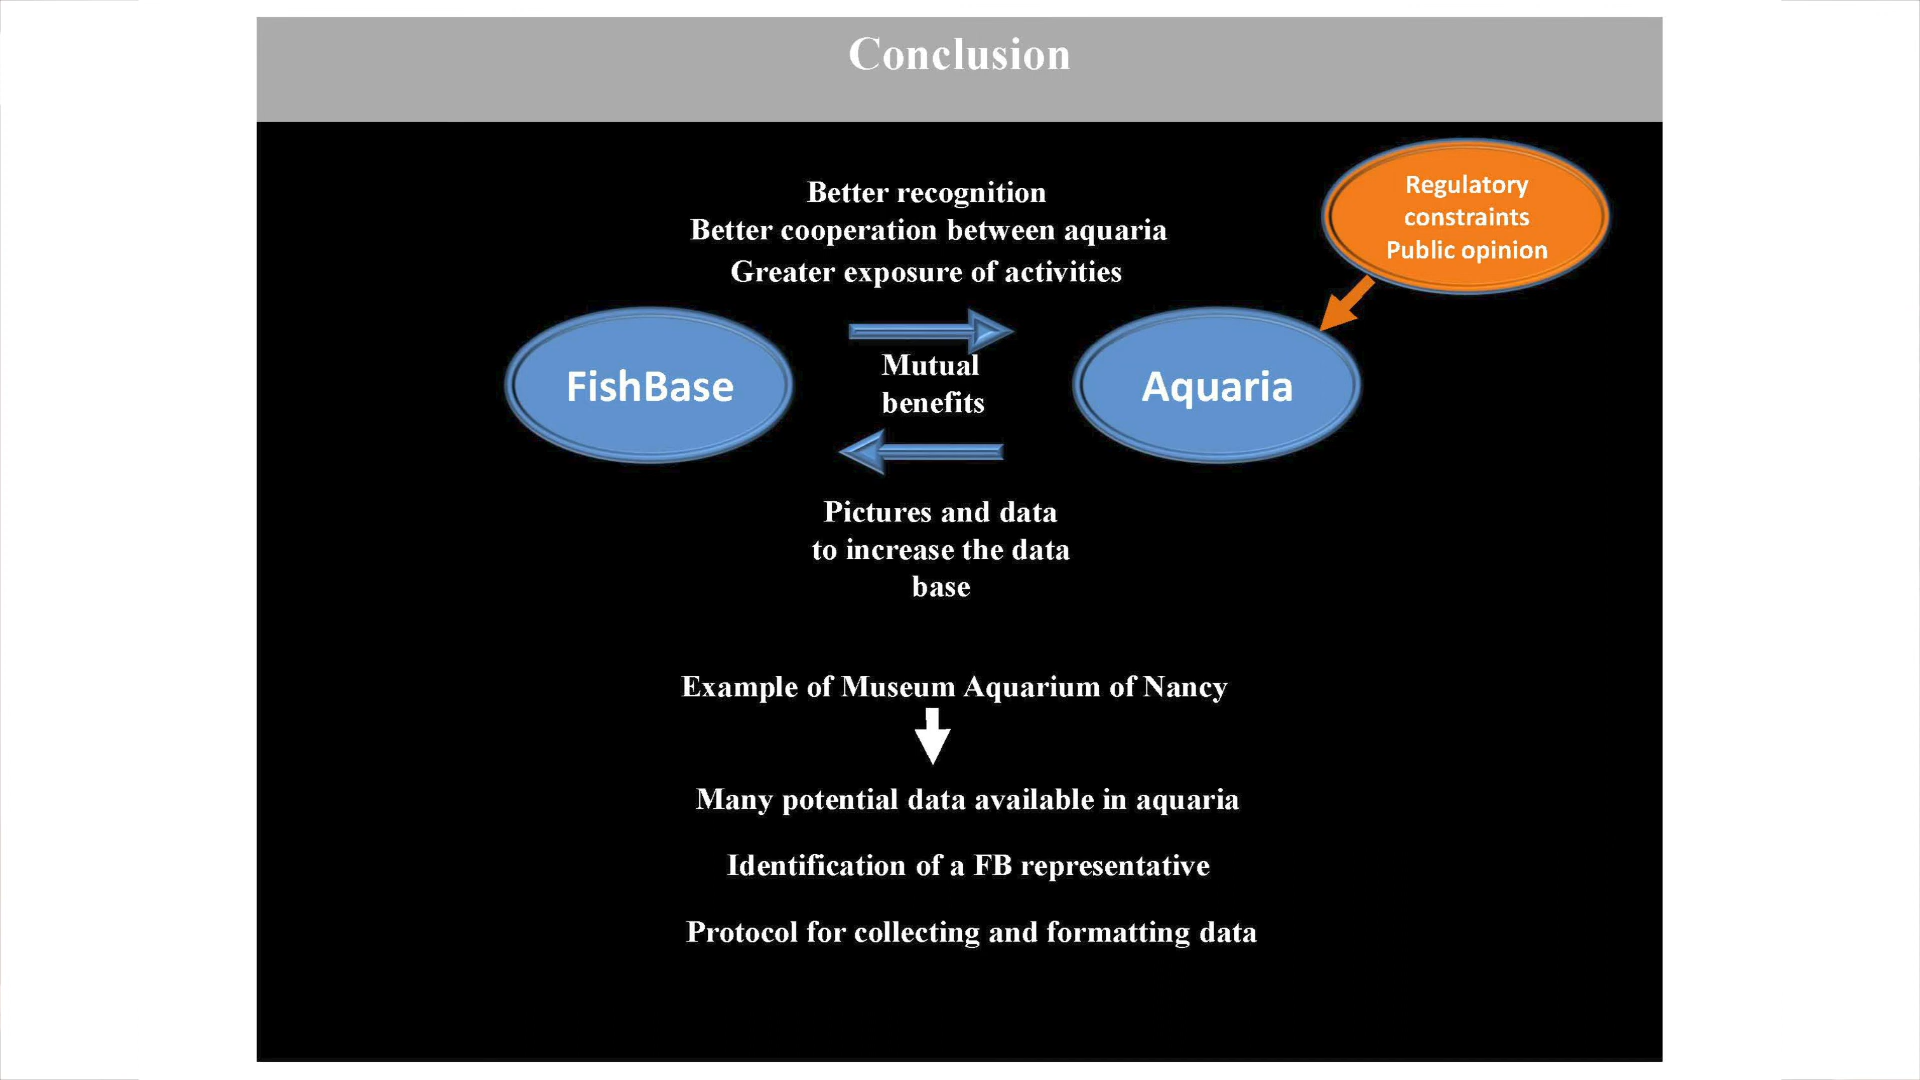 Conclusion
Better recognition
Better cooperation between aquaria
Greater exposure of activities
Regulatory
constraints
Public opinion
FishBase
Mutual
benefits
Aquaria
Pictures and data
to increase the data
base
Example of Museum Aquarium of Nancy
Many potential data available in aquaria
Identification of a FB representative
Protocol for collecting and formatting data